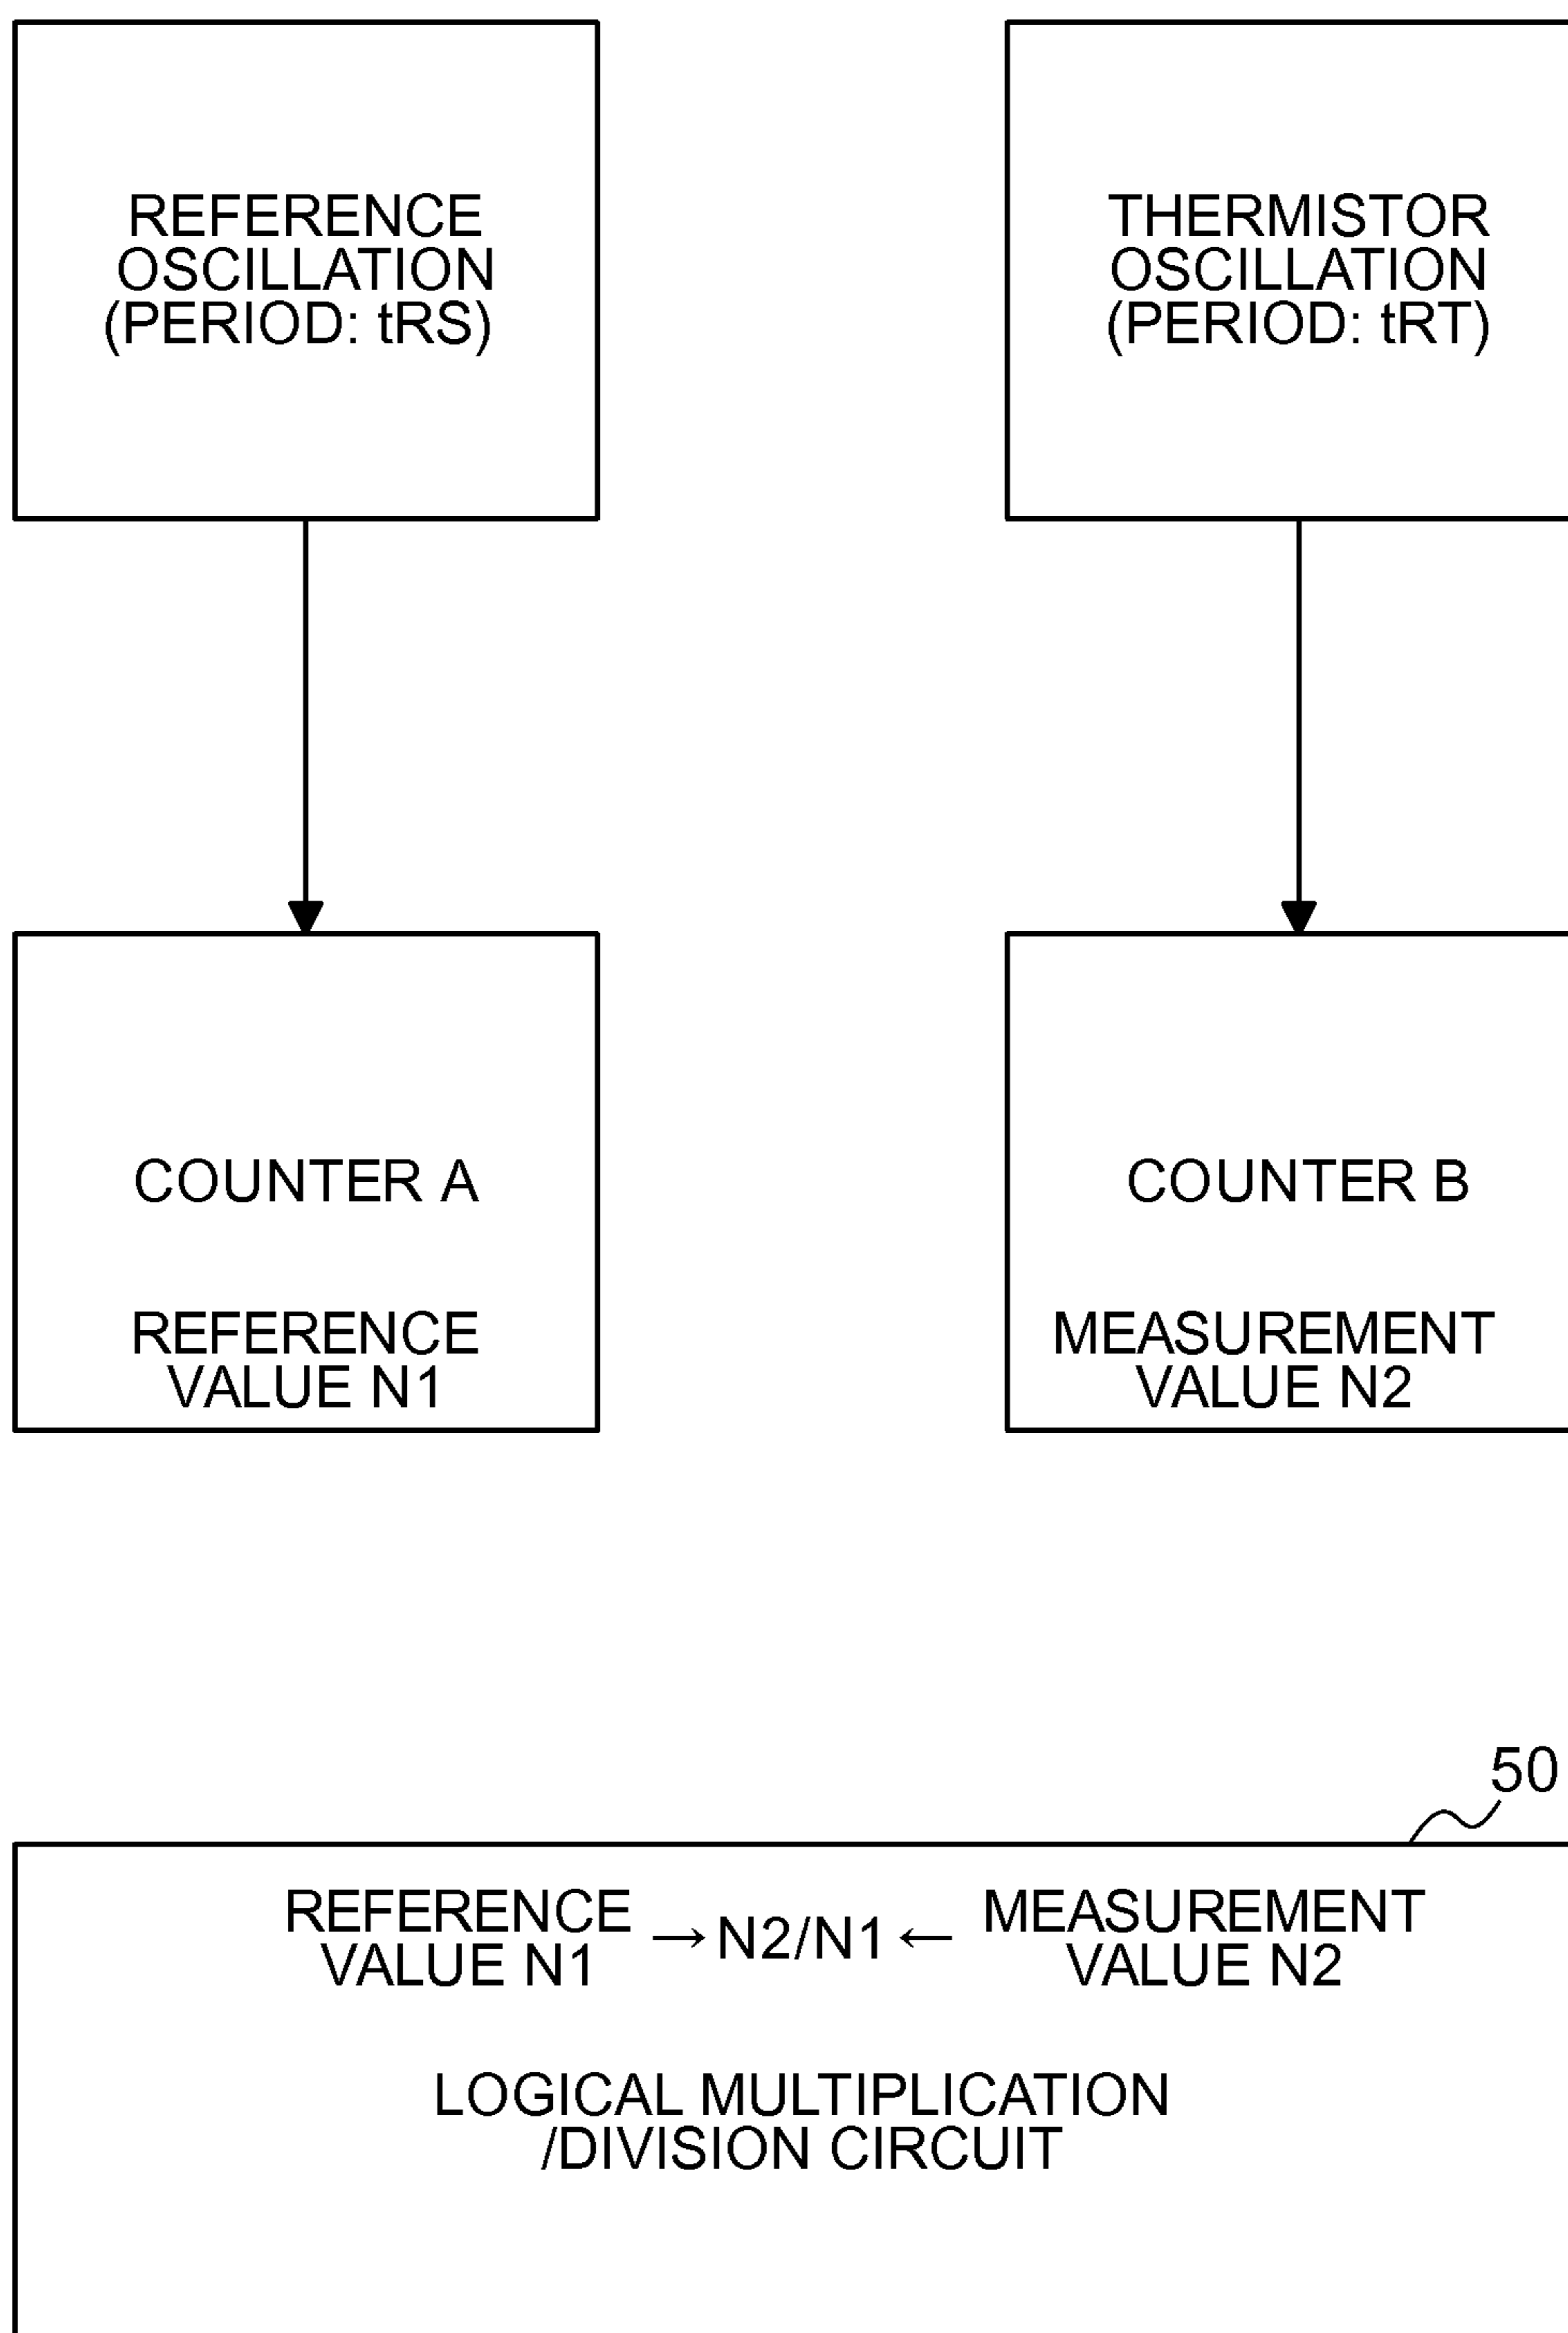 REFERENCE
OSCILLATION
(PERIOD: tRS)
THERMISTOR
OSCILLATION
(PERIOD: tRT)
COUNTER A
REFERENCE
VALUE N1
COUNTER B
MEASUREMENT
VALUE N2
50
REFERENCE
VALUE N1
→ N2/N1 ←
MEASUREMENT
VALUE N2
LOGICAL MULTIPLICATION
/DIVISION CIRCUIT